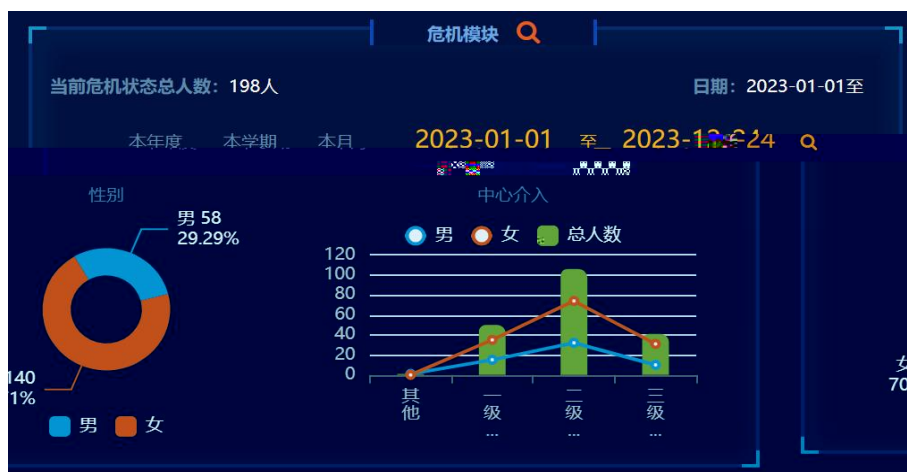 危机模块
当前危机状态总人数：198人
日期：2023-01-01至
本年度 本学期 本月 2023-01-01 至
性别
中心介入
男 58
29.29%
男 女 总人数
120
100
80
60
40
20
0
140
1%
其他
一级...
二级...
三级...
男 女
女
70